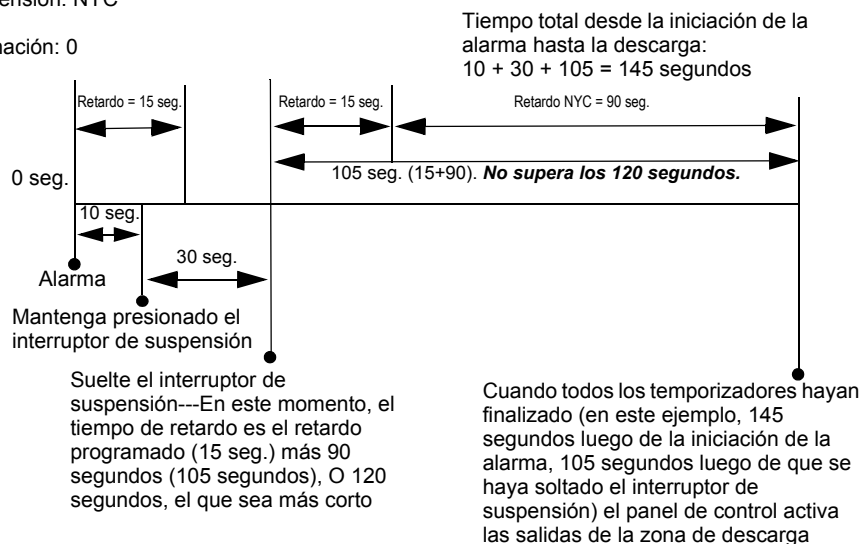 NYC
0
Tiempo total desde la iniciación de la
alarma hasta la descarga:
10 + 30 + 105 = 145 segundos
Retardo = 15 seg.
Retardo = 15 seg.
Retardo NYC = 90 seg.
0 seg.
105 seg. (15+90). No supera los 120 segundos.
10 seg.
30 seg.
Alarma
Mantenga presionado el
interruptor de suspensión
Suelte el interruptor de
suspensión---En este momento, el
tiempo de retardo es el retardo
programado (15 seg.) más 90
segundos (105 segundos), O 120
segundos, el que sea más corto
Cuando todos los temporizadores hayan
finalizado (en este ejemplo, 145
segundos luego de la iniciación de la
alarma, 105 segundos luego de que se
haya soltado el interruptor de
suspensión) el panel de control activa
las salidas de la zona de descarga